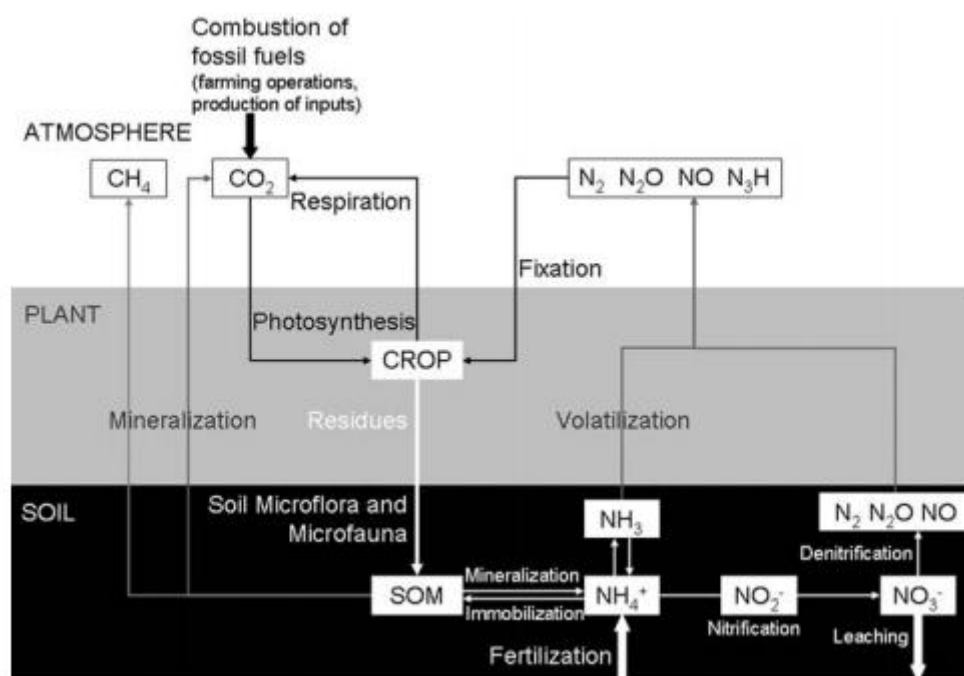 Combustion of
fossil fuels
(farming operations,
production of inputs)
ATMOSPHERE
CH₄
CO₂
N₂ N₂O NO N₃H
Respiration
Fixation
PLANT
Photosynthesis
CROP
Mineralization
Residues
Volatilization
SOIL
Soil Microflora and
Microfauna
NH₃
N₂ N₂O NO
Denitrification
Mineralization
SOM
NH₄⁺
NO₂⁻
NO₃⁻
Immobilization
Nitrification
Leaching
Fertilization